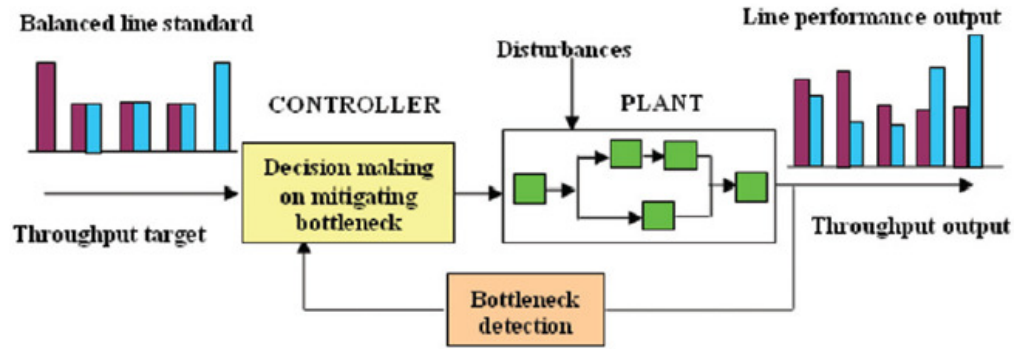 Balanced line standard
Line performance output
Disturbances
CONTROLLER
PLANT
Decision making
on mitigating
bottleneck
Throughput target
Throughput output
Bottleneck
detection